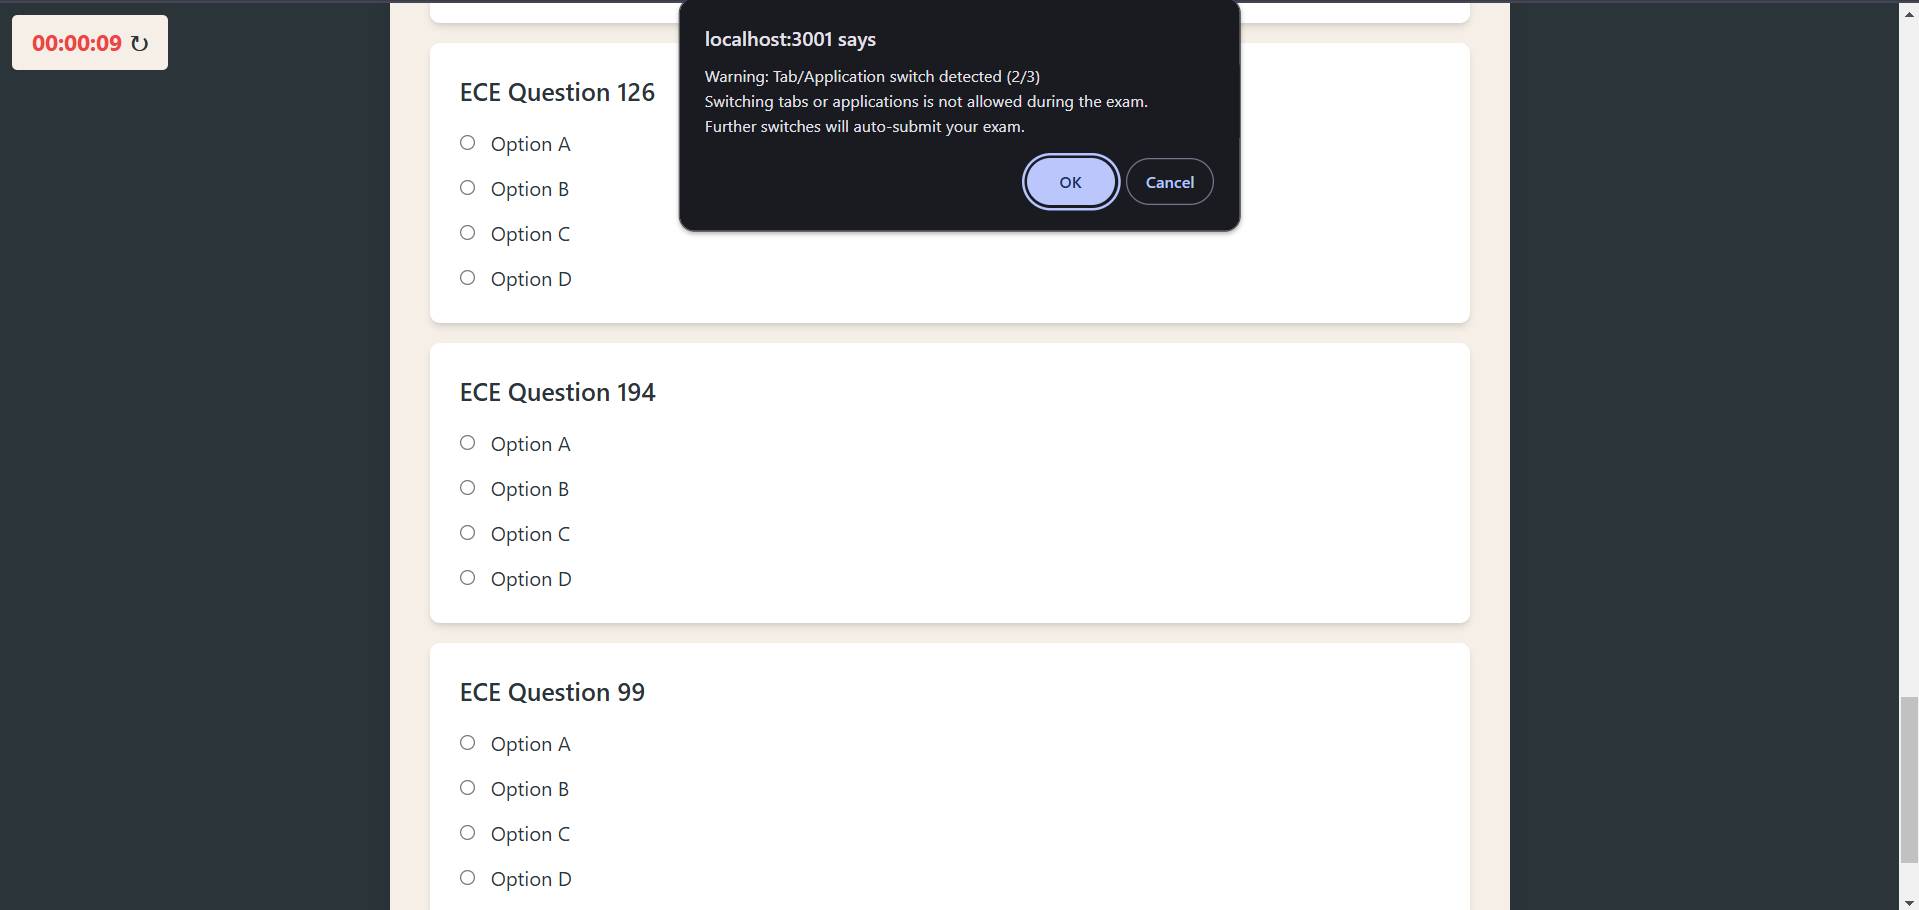 00:00:09 ↻
localhost:3001 says
Warning: Tab/Application switch detected (2/3)
Switching tabs or applications is not allowed during the exam.
Further switches will auto-submit your exam.
OK Cancel
ECE Question 126
Option A
Option B
Option C
Option D
ECE Question 194
Option A
Option B
Option C
Option D
ECE Question 99
Option A
Option B
Option C
Option D